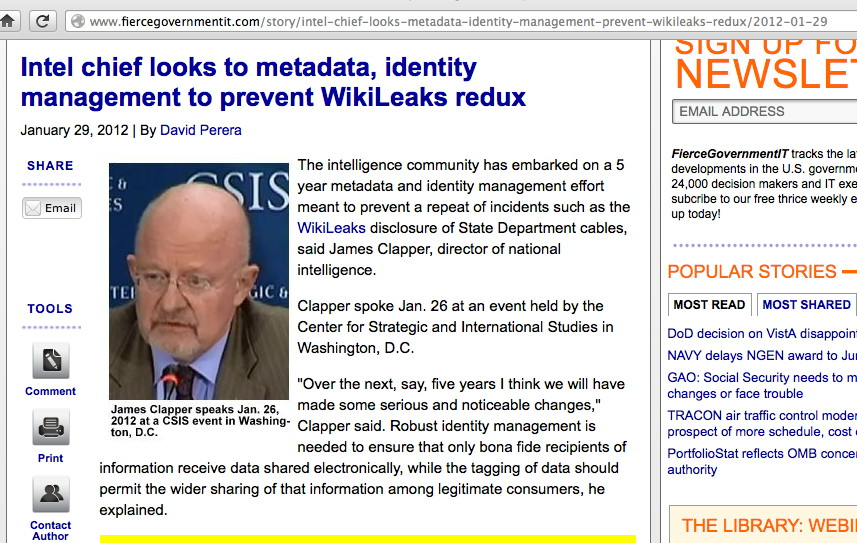 www.fiercegovernmentit.com/story/intel-chief-looks-metadata-identity-management-prevent-wikileaks-redux/2012-01-29
Intel chief looks to metadata, identity
management to prevent WikiLeaks redux
January 29, 2012 | By David Perera
SHARE
Email
TOOLS
Comment
Print
Contact
Author
CSIS
James Clapper speaks Jan. 26,
2012 at a CSIS event in Washing-
ton, D.C.
The intelligence community has embarked on a 5
year metadata and identity management effort
meant to prevent a repeat of incidents such as the
WikiLeaks disclosure of State Department cables,
said James Clapper, director of national
intelligence.
Clapper spoke Jan. 26 at an event held by the
Center for Strategic and International Studies in
Washington, D.C.
"Over the next, say, five years I think we will have
made some serious and noticeable changes,"
Clapper said. Robust identity management is
needed to ensure that only bona fide recipients of
information receive data shared electronically, while the tagging of data should
permit the wider sharing of that information among legitimate consumers, he
explained.
SIGN UP FO
NEWSLET
EMAIL ADDRESS
FierceGovernmentIT tracks the la
developments in the U.S. governm
24,000 decision makers and IT exe
subcribe to our free thrice weekly e
up today!
POPULAR STORIES
MOST READ
MOST SHARED
DoD decision on VistA disappoin
NAVY delays NGEN award to Ju
GAO: Social Security needs to m
changes or face trouble
TRACON air traffic control moder
prospect of more schedule, cost
PortfolioStat reflects OMB conce
authority
THE LIBRARY: WEBI